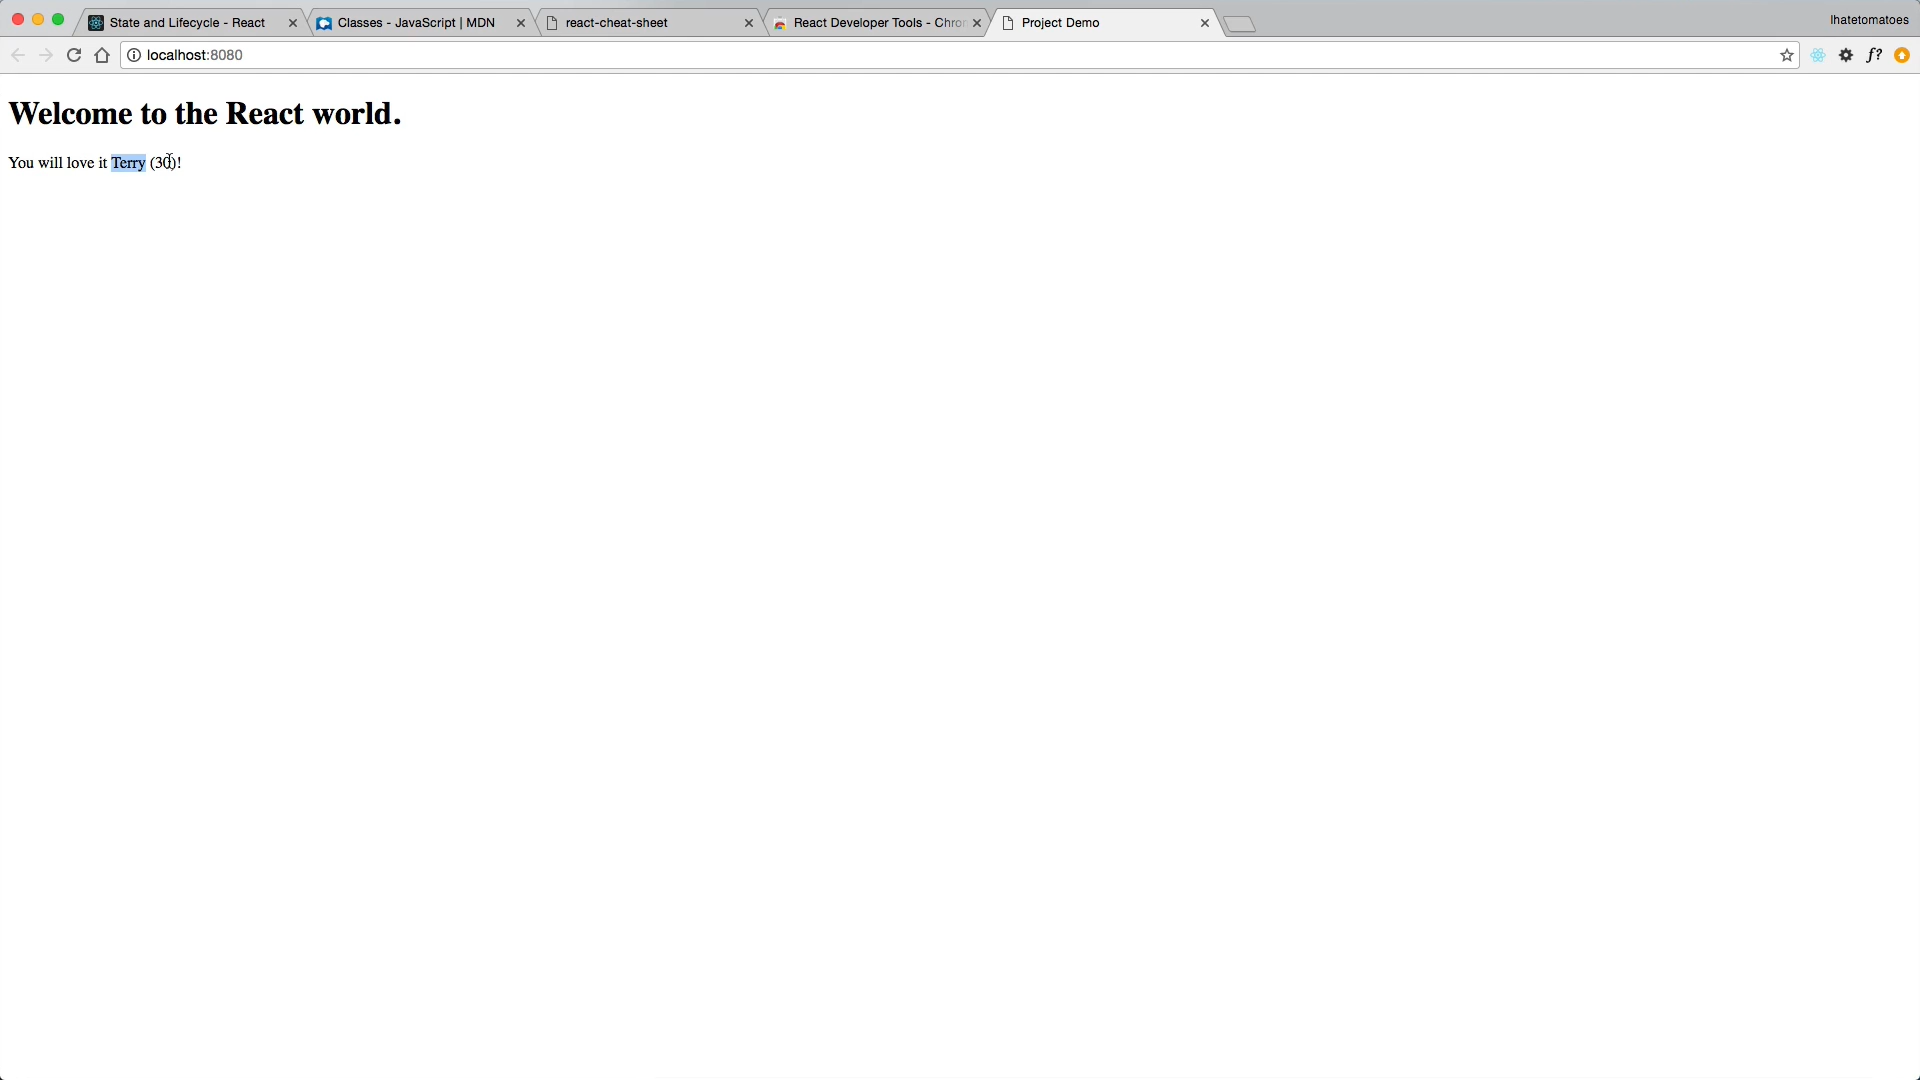 State and Lifecycle - React
Classes - JavaScript | MDN
react-cheat-sheet
React Developer Tools - Chro
Project Demo
Ihatetomatoes
localhost:8080
f?
Welcome to the React world.
You will love it Terry (30)!